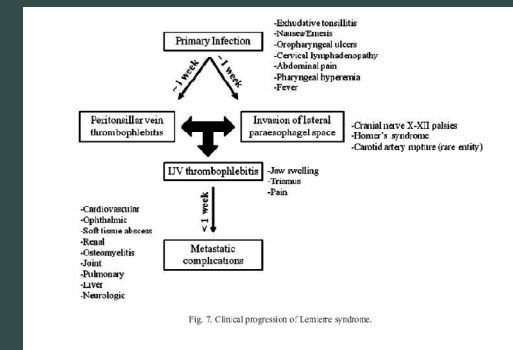 Primary Infection
-Exhudative tonsillitis
-Nausea/Emesis
-Oropharyngeal ulcers
-Cervical lymphadenopathy
-Abdominal pain
-Pharyngeal hyperemia
-Fever
~1 week
~1 week
Peritonsillar vein
thrombophlebitis
Invasion of lateral
paraesophagel space
-Cranial nerve X-XII palsies
-Horner's syndrome
-Carotid artery rupture (rare entity)
IJV thrombophlebitis
-Jaw swelling
-Trismus
-Pain
< 1 week
-Cardiovascular
-Ophthalmic
-Soft tissue abscess
-Renal
-Osteomyelitis
-Joint
-Pulmonary
-Liver
-Neurologic
Metastatic
complications
Fig. 7. Clinical progression of Lemierre syndrome.